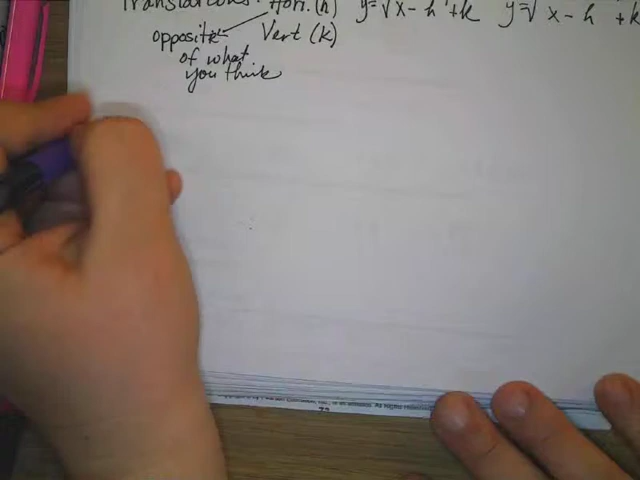 Translations: Hori. (h) y=√x-h +k y=√x-h +k
opposite Vert (k)
of what
you think